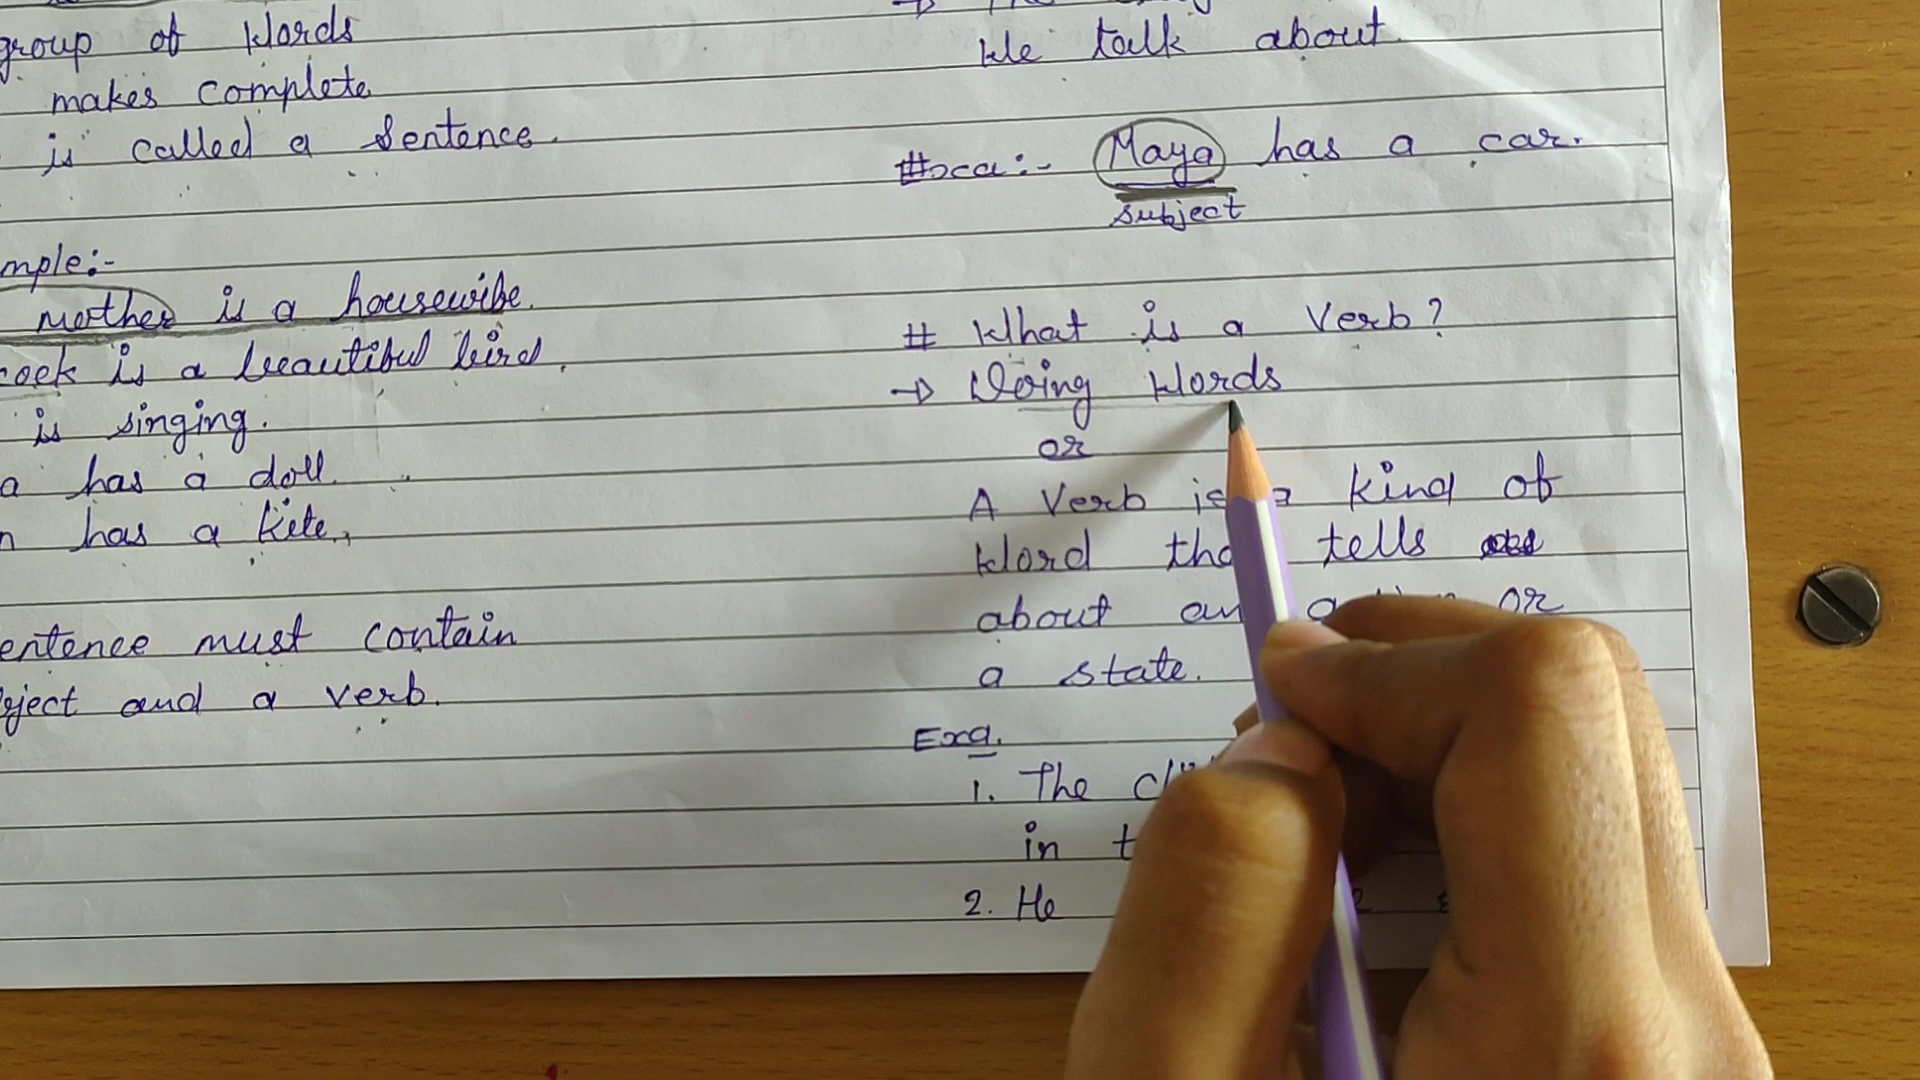 group of Words
makes complete
is called a Sentence.
mple:-
mother is a housewife.
cock is a beautiful bird.
is singing.
a has a doll.
n has a kite.
entence must contain
ject and a verb.
We talk about
#Exa:- Maya has a car.
subject
# What is a Verb?
→ Doing Words
or
A Verb is a kind of
Word tells
about or
a state.
Exa.
1. The
in
2. He